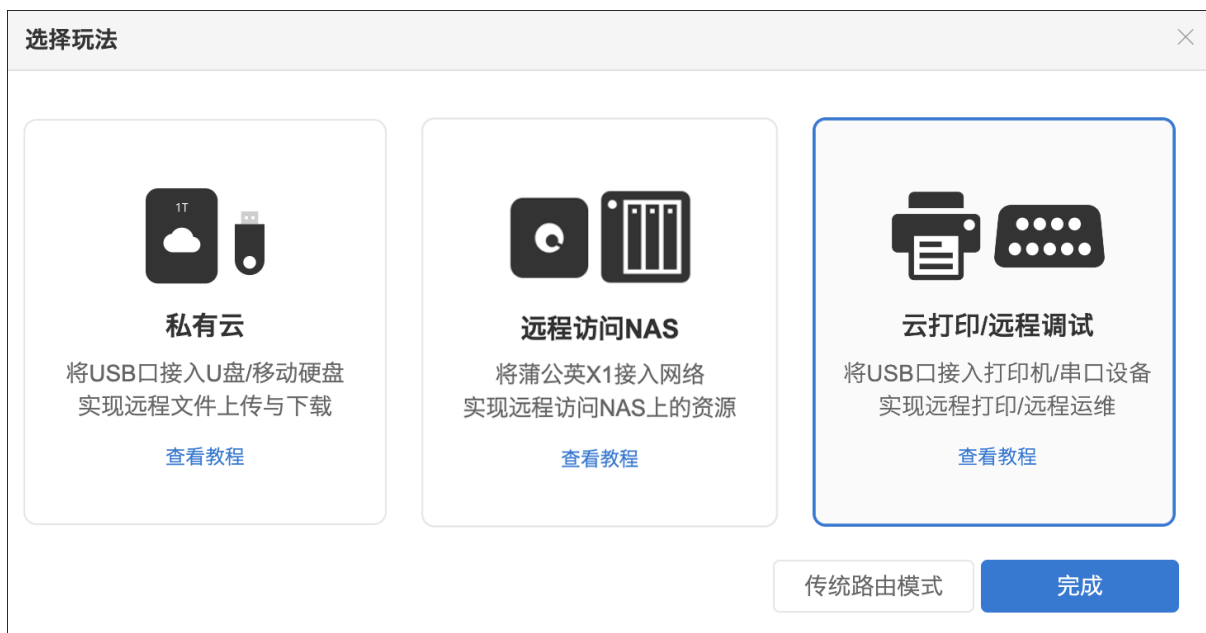 选择玩法
1T
私有云
将USB口接入U盘/移动硬盘
实现远程文件上传与下载
查看教程
远程访问NAS
将蒲公英X1接入网络
实现远程访问NAS上的资源
查看教程
云打印/远程调试
将USB口接入打印机/串口设备
实现远程打印/远程运维
查看教程
传统路由模式
完成